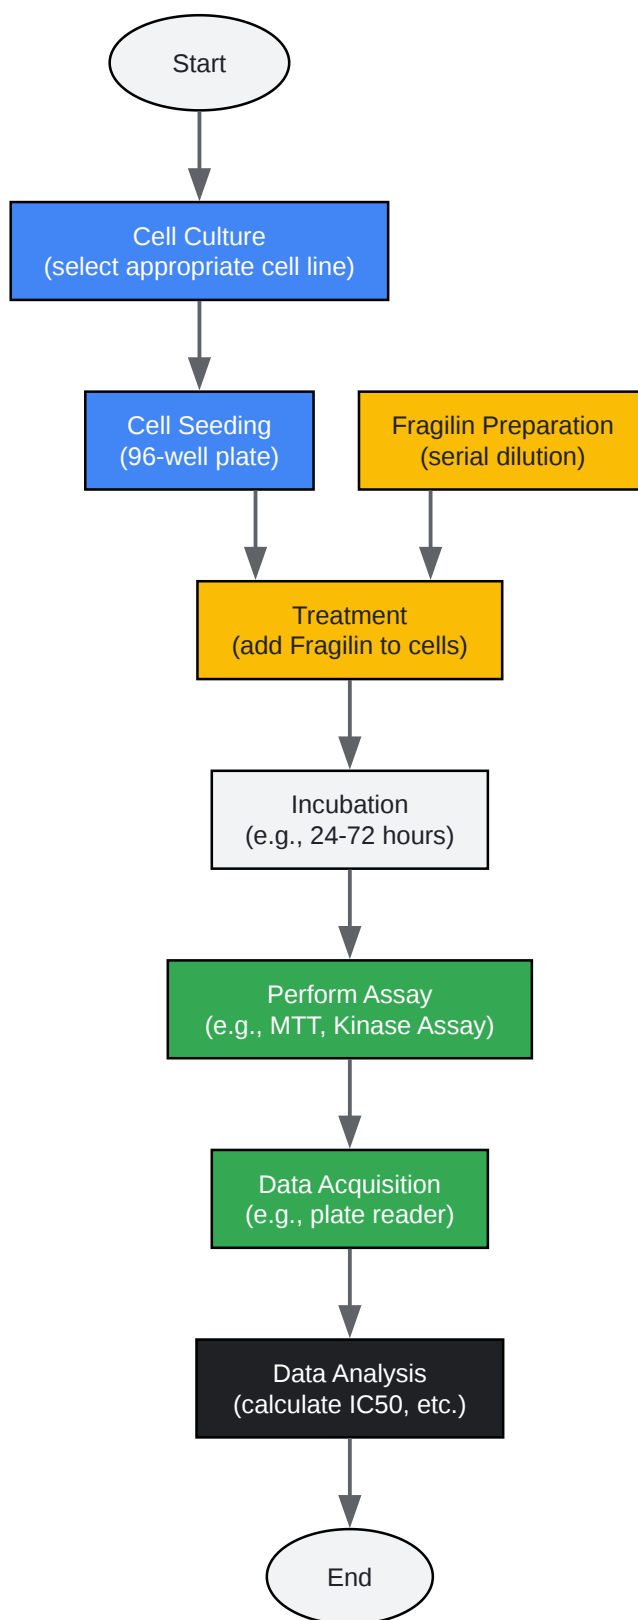 Start
Cell Culture
(select appropriate cell line)
Cell Seeding
(96-well plate)
Fragilin Preparation
(serial dilution)
Treatment
(add Fragilin to cells)
Incubation
(e.g., 24-72 hours)
Perform Assay
(e.g., MTT, Kinase Assay)
Data Acquisition
(e.g., plate reader)
Data Analysis
(calculate IC50, etc.)
End